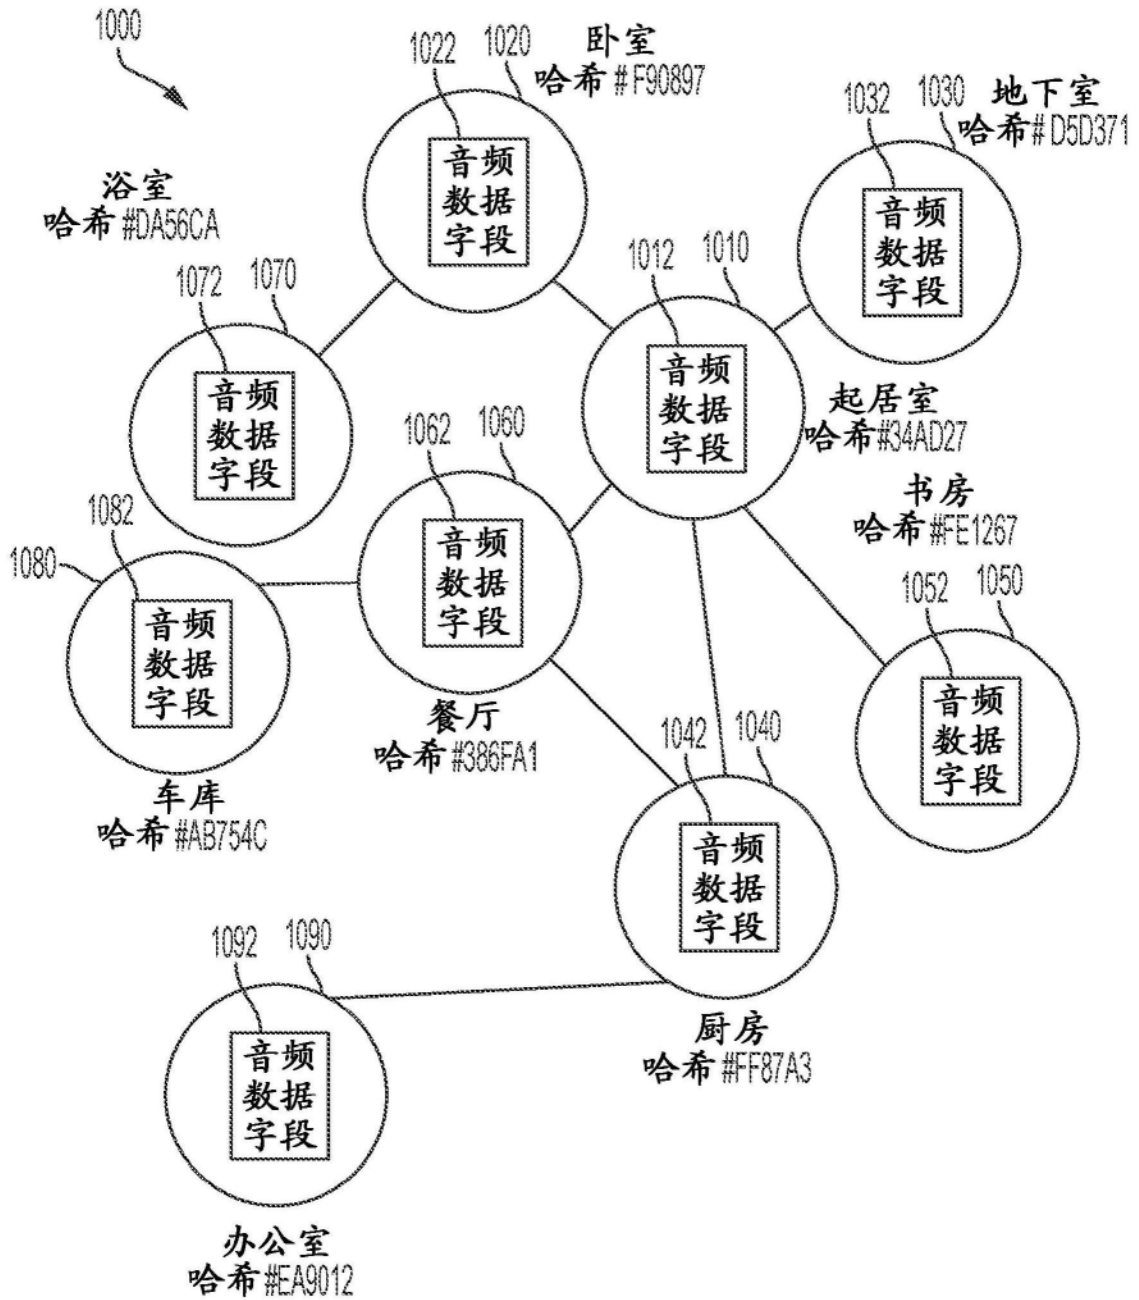 1000
1022
1020
卧室
哈希 # F90897
1032
1030
地下室
哈希# D5D371
音频
数据
字段
浴室
哈希 #DA56CA
音频
数据
字段
1072
1070
1012
1010
音频
数据
字段
音频
数据
字段
起居室
哈希#34AD27
1062
1060
书房
哈希 #FE1267
1082
1080
音频
数据
字段
1052
1050
音频
数据
字段
音频
数据
字段
餐厅
哈希 #386FA1
1042
1040
车库
哈希 #AB754C
音频
数据
字段
1092
1090
厨房
哈希 #FF87A3
音频
数据
字段
办公室
哈希 #EA9012